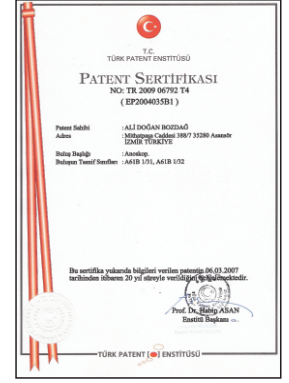 T.C.
TÜRK PATENT ENSTİTÜSÜ
PATENT SERTİFİKASI
NO: TR 2009 06792 T4
( EP2004035B1 )
Patent Sahibi : ALİ DOĞAN BOZDAĞ
Adres : Mithatpaşa Caddesi 388/7 35280 Asansör
İZMİR TÜRKİYE
Buluş Başlığı : Anoskop.
Buluşun Tasnif Sınıfları : A61B 1/31, A61B 1/32
Bu sertifika yukarıda bilgileri verilen patentin 06.03.2007
tarihinden itibaren 20 yıl süreyle verildiğini belgelemektedir.
Prof. Dr. Habip ASAN
Enstitü Başkanı
TÜRK PATENT ENSTİTÜSÜ